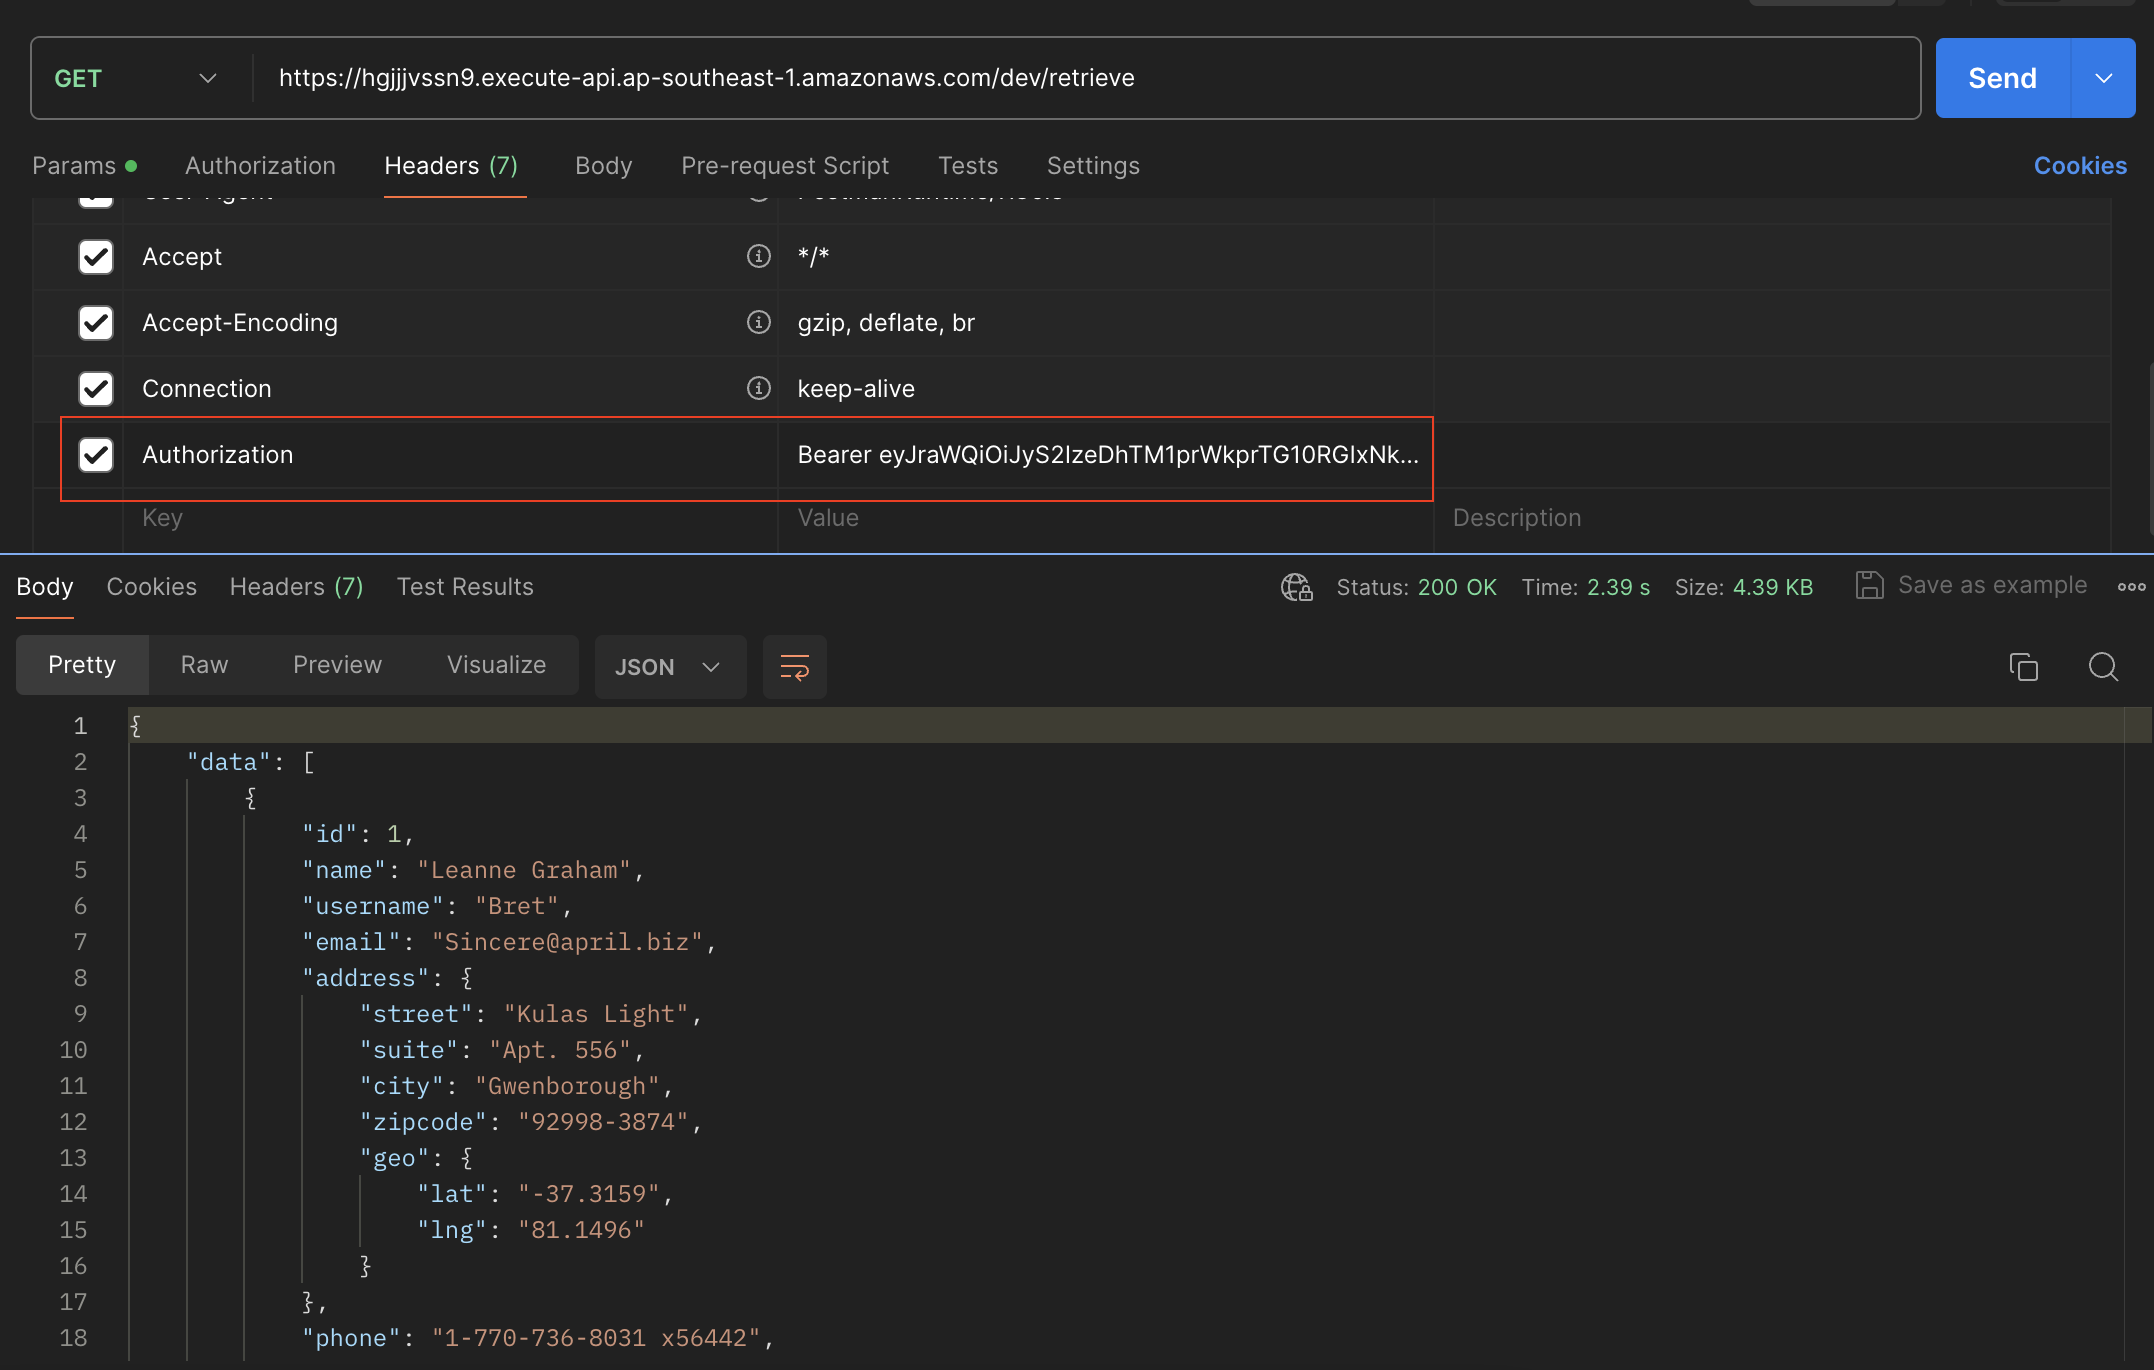 GET https://hgjjjvssn9.execute-api.ap-southeast-1.amazonaws.com/dev/retrieve Send
Params Authorization Headers (7) Body Pre-request Script Tests Settings Cookies
Accept */*
Accept-Encoding gzip, deflate, br
Connection keep-alive
Authorization Bearer eyJraWQiOiJyS2IzeDhTM1prWkprTG10RGIxNk...
Key Value Description
Body Cookies Headers (7) Test Results Status: 200 OK Time: 2.39 s Size: 4.39 KB Save as example
Pretty Raw Preview Visualize JSON
1 {
2 "data": [
3 {
4 "id": 1,
5 "name": "Leanne Graham",
6 "username": "Bret",
7 "email": "Sincere@april.biz",
8 "address": {
9 "street": "Kulas Light",
10 "suite": "Apt. 556",
11 "city": "Gwenborough",
12 "zipcode": "92998-3874",
13 "geo": {
14 "lat": "-37.3159",
15 "lng": "81.1496"
16 }
17 },
18 "phone": "1-770-736-8031 x56442",